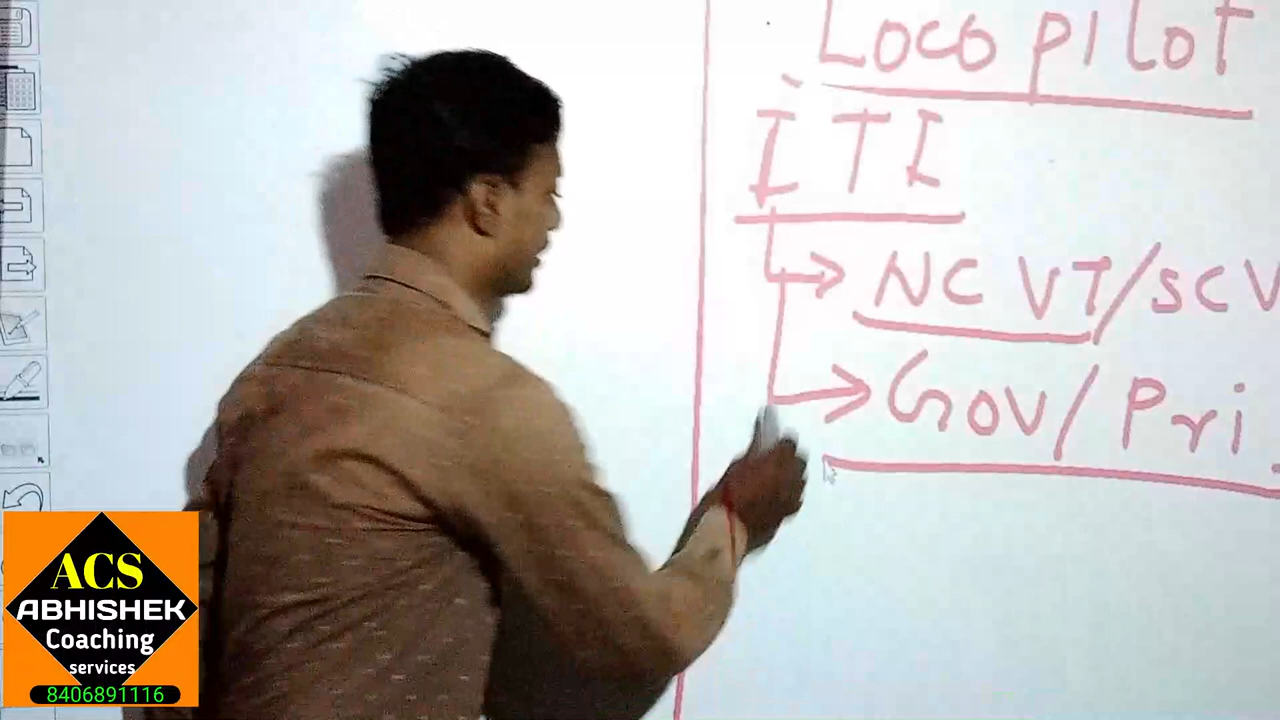 Loco pilot
ITI
NCVT/SCV
Gov/Pri
ACS
ABHISHEK
Coaching
services
8406891116